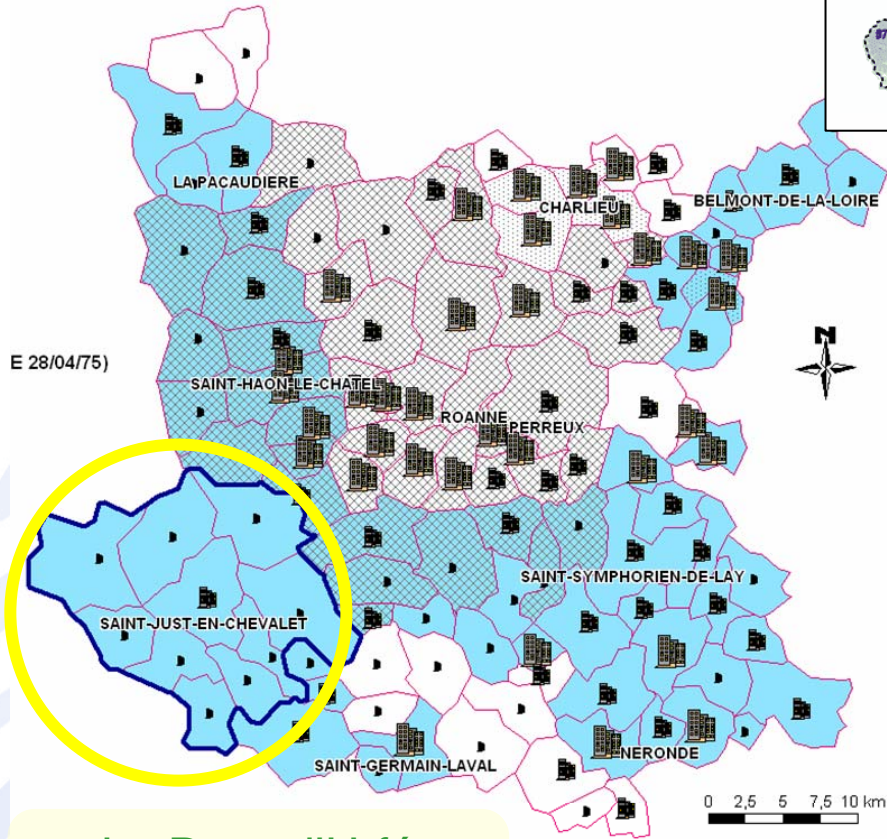 97
LA PACAUDIERE
CHARLIEU
BELMONT-DE-LA-LOIRE
N
E 28/04/75)
SAINT-HAON-LE-CHATEL
ROANNE
PERREUX
SAINT-SYMPHORIEN-DE-LAY
SAINT-JUST-EN-CHEVALET
SAINT-GERMAIN-LAVAL
NERONDE
0 2,5 5 7,5 10 km